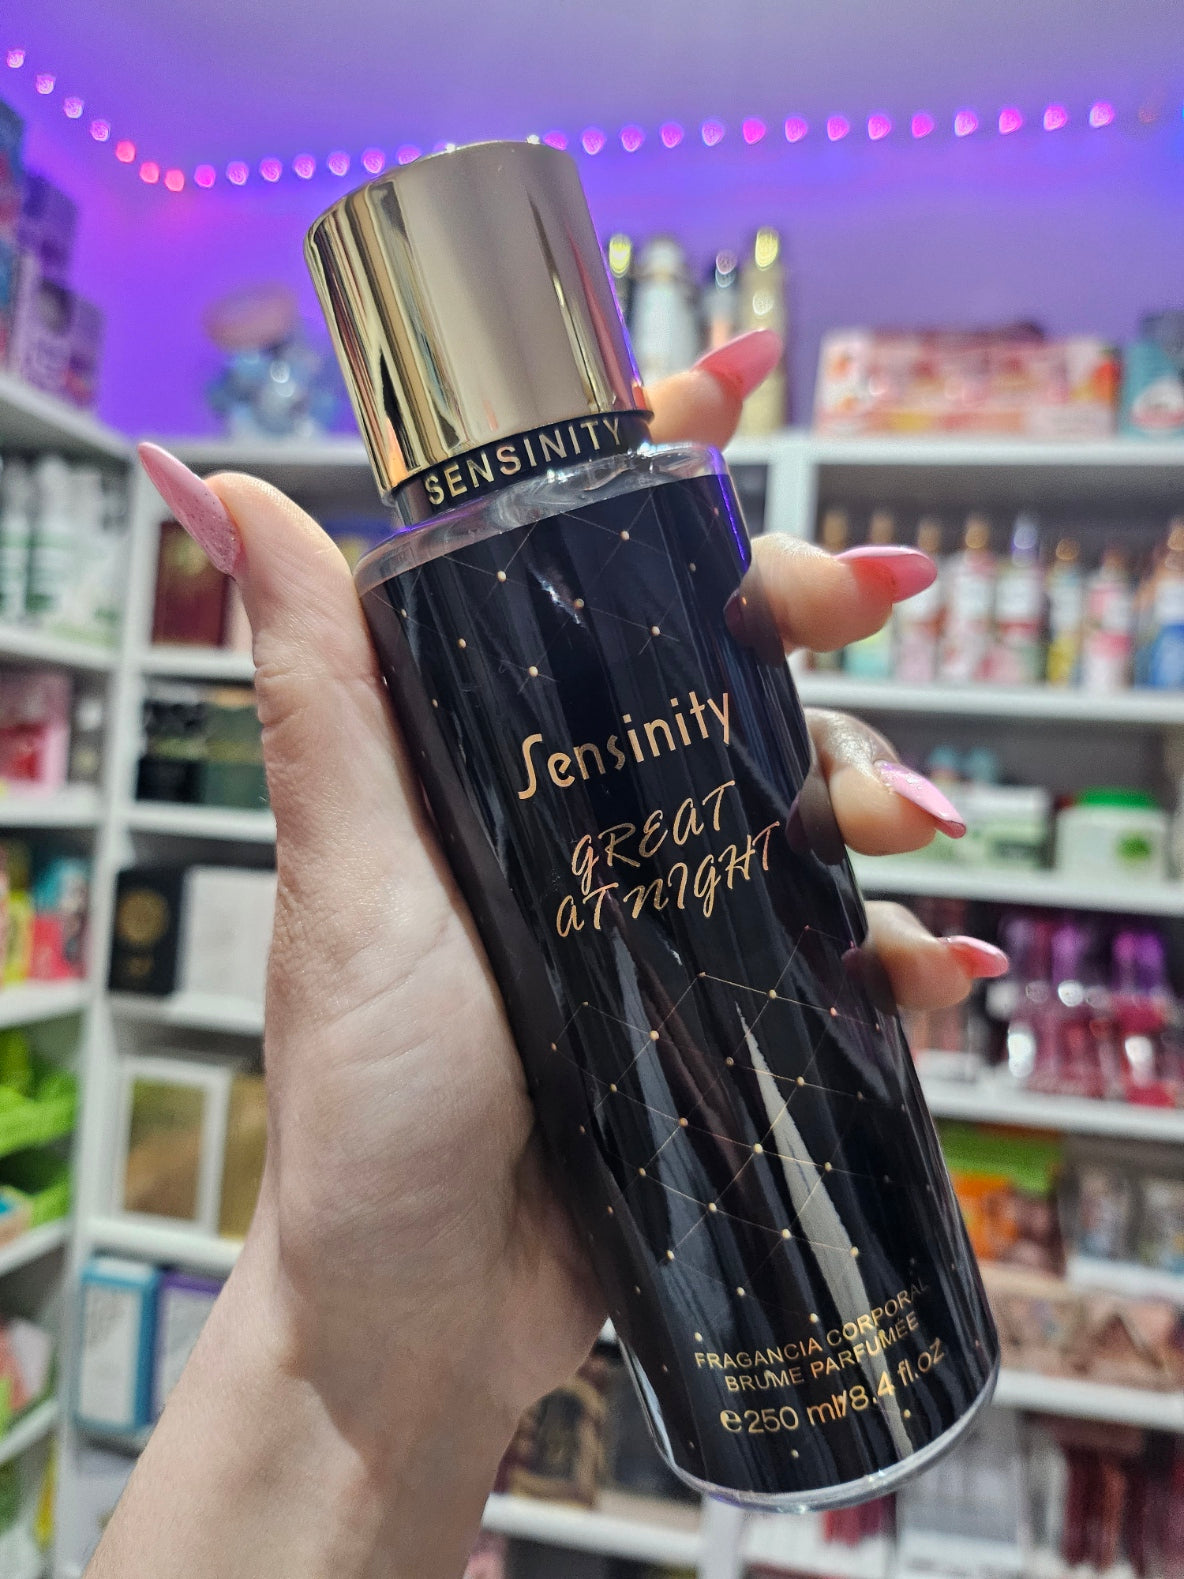 SENSINITY
Sensinity
GREAT
AT NIGHT
FRAGANCIA CORPORAL
BRUME PARFUMÉE
℮250 ml/8.4 fl.oz